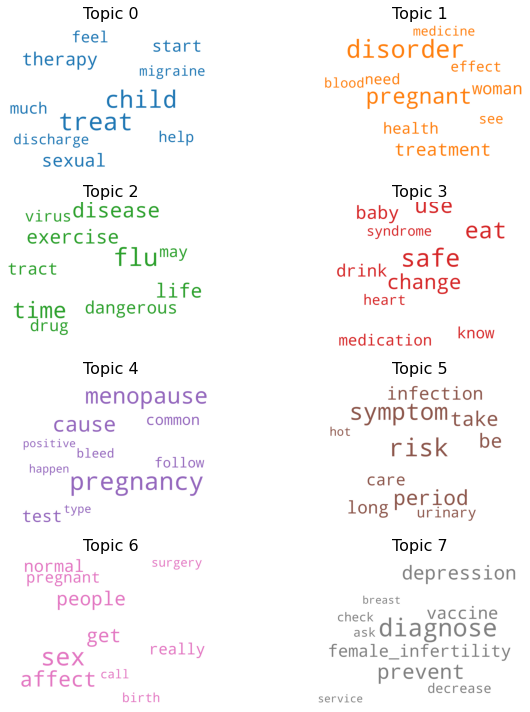 Topic 0
feel
start
therapy
migraine
child
much
treat
discharge
help
sexual
Topic 1
medicine
disorder
effect
blood need
woman
pregnant
see
health
treatment
Topic 2
virus disease
exercise
flu may
tract
life
time
dangerous
drug
Topic 3
baby use
syndrome
eat
safe
drink
change
heart
know
medication
Topic 4
menopause
cause
common
positive
bleed
happen
follow
pregnancy
test type
Topic 5
infection
symptom take
hot
be
risk
care
period
long
urinary
Topic 6
surgery
normal
pregnant
people
get
sex
really
affect call
birth
Topic 7
depression
breast
check
vaccine
ask diagnose
female_infertility
prevent
decrease
service